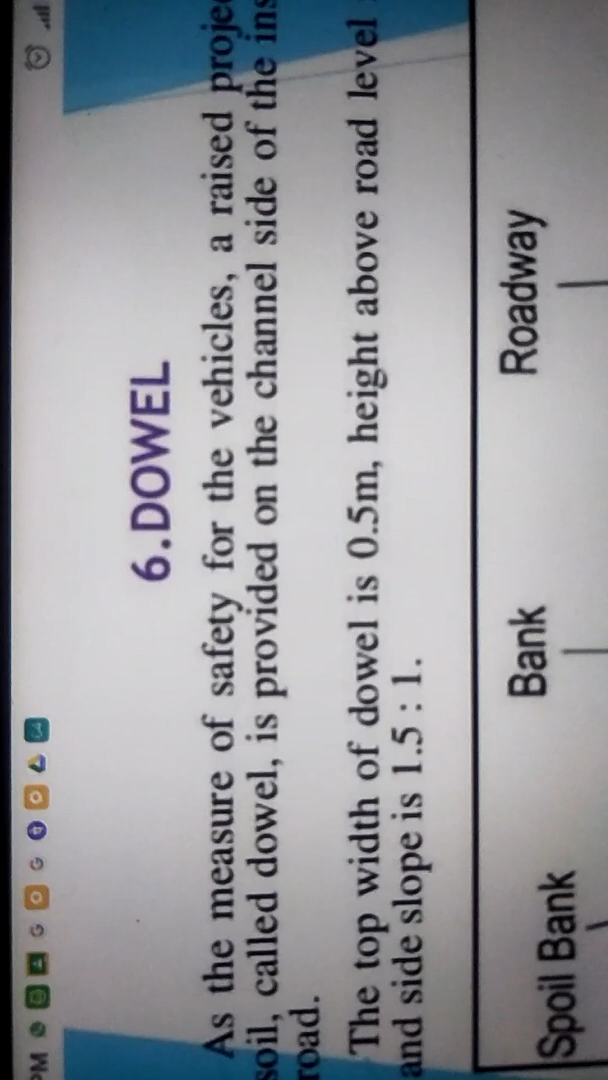 PM
6.DOWEL
As the measure of safety for the vehicles, a raised
soil, called dowel, is provided on the channel side of the
road.
The top width of dowel is 0.5m, height above road level
and side slope is 1.5 : 1.
Spoil Bank Bank Roadway